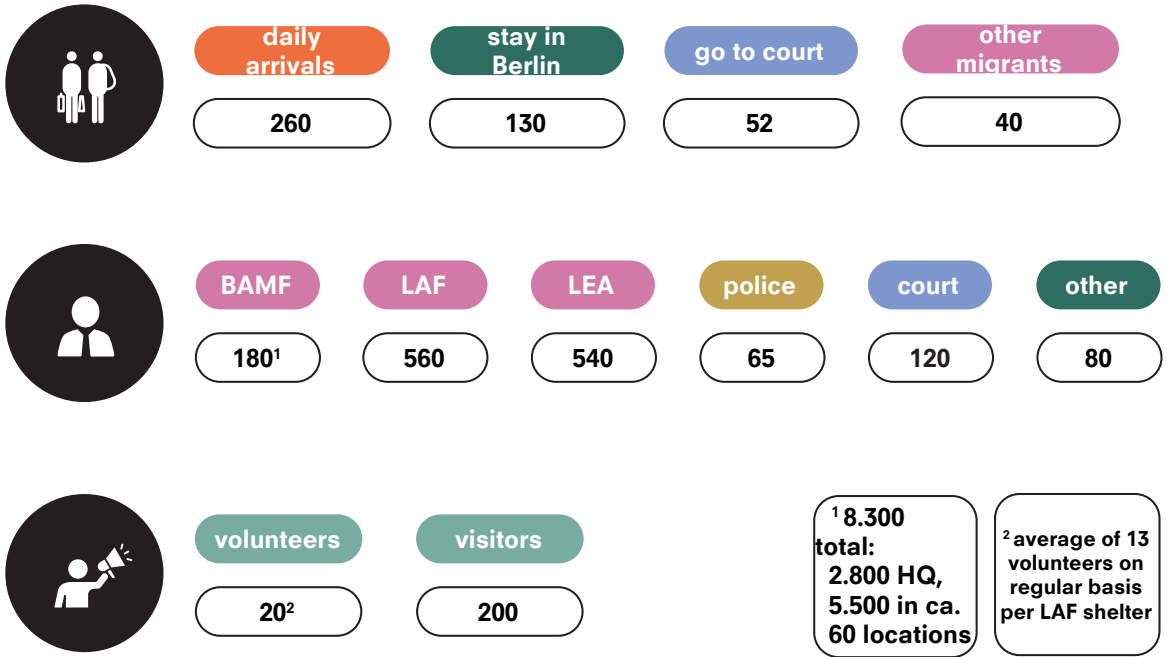 daily
arrivals
stay in
Berlin
go to court
other
migrants
260
130
52
40
BAMF
LAF
LEA
police
court
other
180¹
560
540
65
120
80
volunteers
visitors
20²
200
¹ 8.300
total:
2.800 HQ,
5.500 in ca.
60 locations
² average of 13
volunteers on
regular basis
per LAF shelter